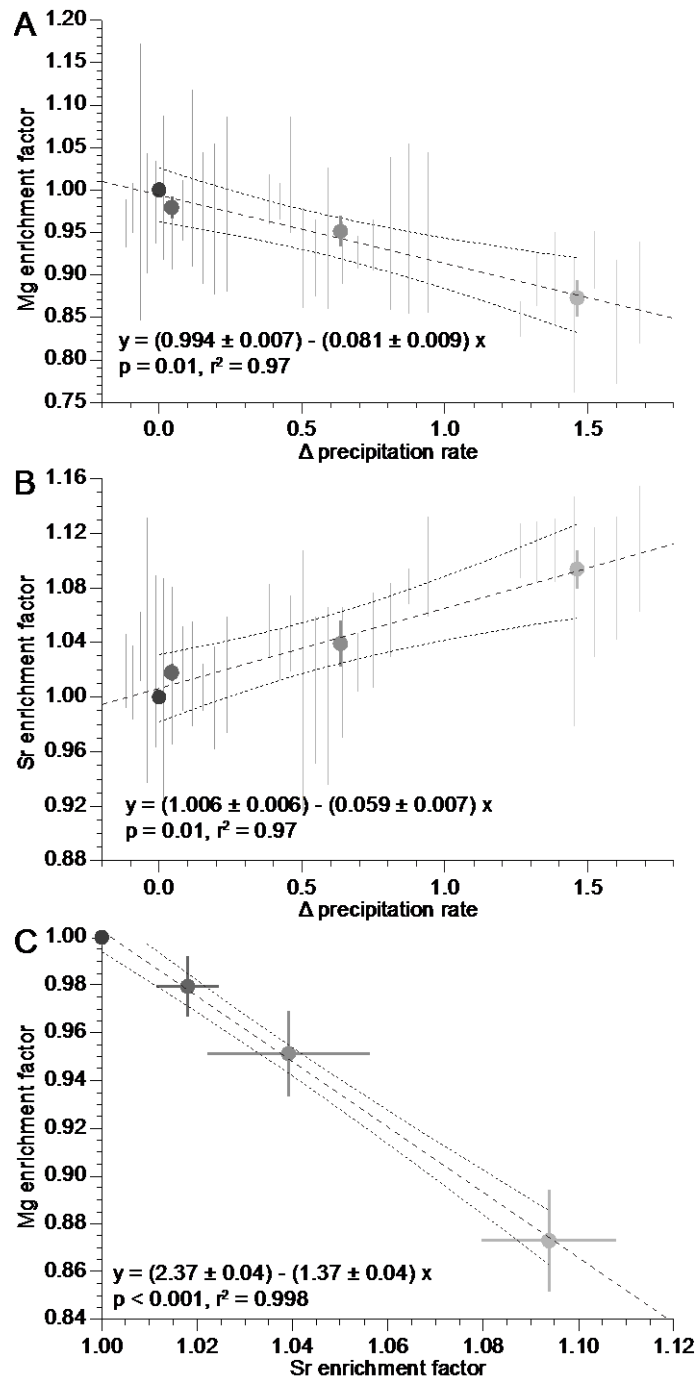 A
1.20
1.15
1.10
1.05
1.00
0.95
0.90
0.85
0.80
0.75
Mg enrichment factor
y = (0.994 ± 0.007) - (0.081 ± 0.009) x
p = 0.01, r² = 0.97
0.0 0.5 1.0 1.5
Δ precipitation rate
B
1.16
1.12
1.08
1.04
1.00
0.96
0.92
0.88
Sr enrichment factor
y = (1.006 ± 0.006) - (0.059 ± 0.007) x
p = 0.01, r² = 0.97
0.0 0.5 1.0 1.5
Δ precipitation rate
C
1.00
0.98
0.96
0.94
0.92
0.90
0.88
0.86
0.84
Mg enrichment factor
y = (2.37 ± 0.04) - (1.37 ± 0.04) x
p < 0.001, r² = 0.998
1.00 1.02 1.04 1.06 1.08 1.10 1.12
Sr enrichment factor